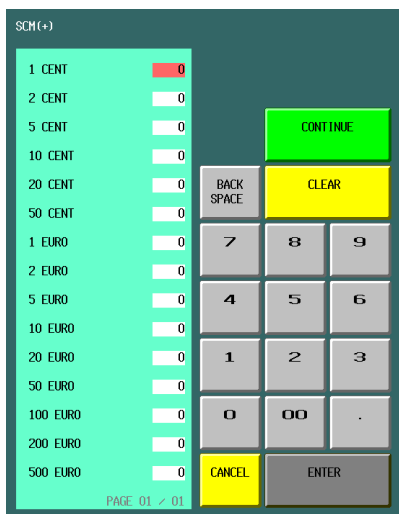 SCM(+)
1 CENT 0
2 CENT 0
5 CENT 0
10 CENT 0
20 CENT 0
50 CENT 0
1 EURO 0
2 EURO 0
5 EURO 0
10 EURO 0
20 EURO 0
50 EURO 0
100 EURO 0
200 EURO 0
500 EURO 0
PAGE 01 / 01
CONTINUE
BACK
SPACE
CLEAR
7 8 9
4 5 6
1 2 3
0 00 .
CANCEL ENTER